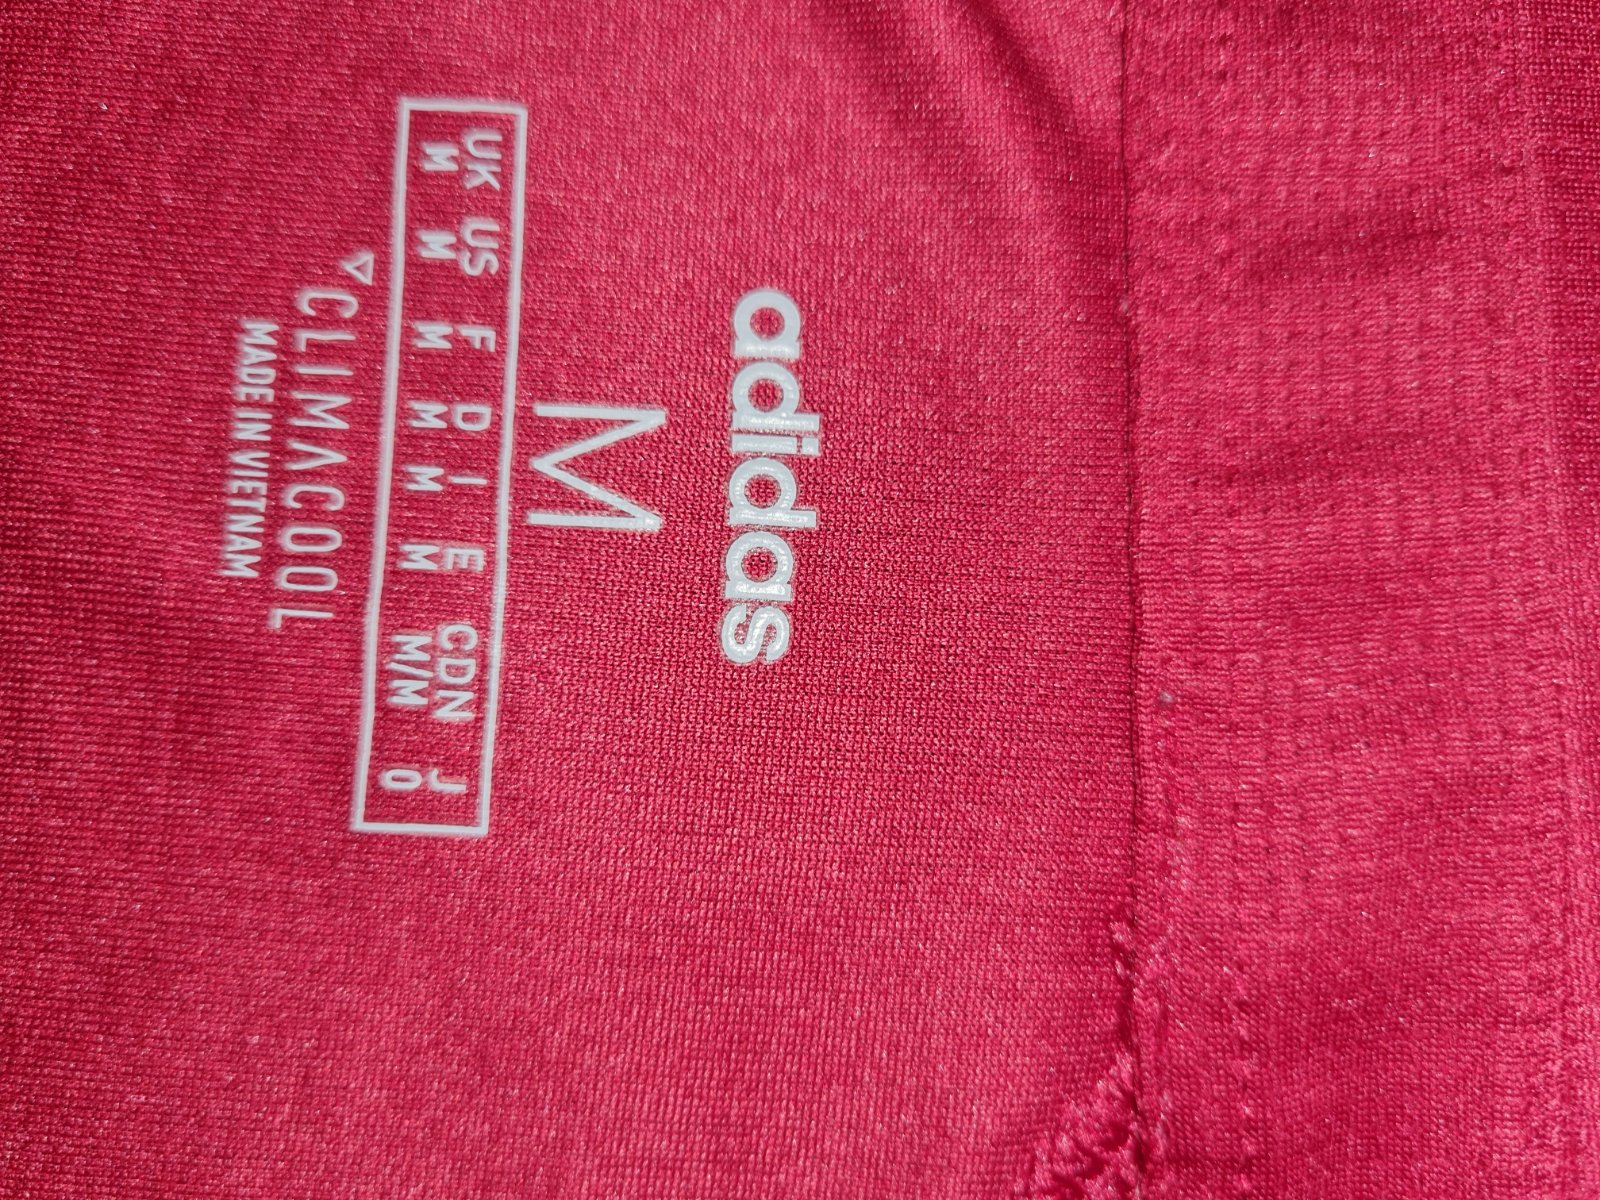 adidas
M
UK US F D I E CDN J
M M M M M M M/M O
CLIMACOOL
MADE IN VIETNAM